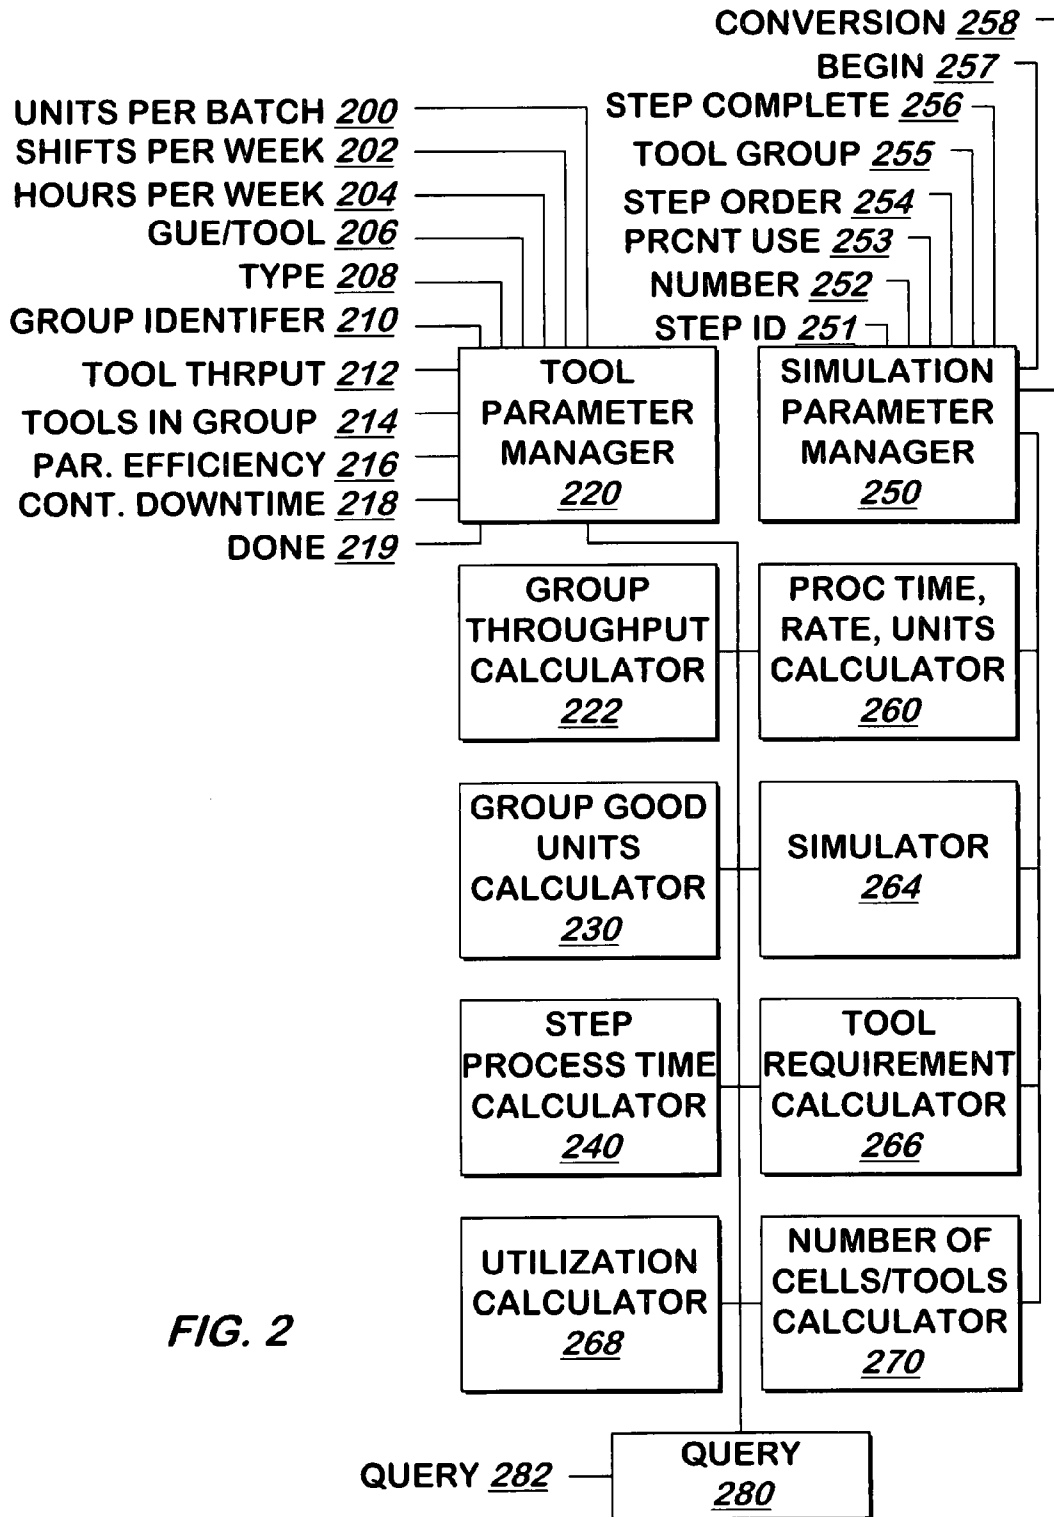 CONVERSION 258
BEGIN 257
STEP COMPLETE 256
TOOL GROUP 255
STEP ORDER 254
PRCNT USE 253
NUMBER 252
STEP ID 251
UNITS PER BATCH 200
SHIFTS PER WEEK 202
HOURS PER WEEK 204
GUE/TOOL 206
TYPE 208
GROUP IDENTIFER 210
TOOL THRPUT 212
TOOLS IN GROUP 214
PAR. EFFICIENCY 216
CONT. DOWNTIME 218
DONE 219
TOOL
PARAMETER
MANAGER
220
SIMULATION
PARAMETER
MANAGER
250
GROUP
THROUGHPUT
CALCULATOR
222
PROC TIME,
RATE, UNITS
CALCULATOR
260
GROUP GOOD
UNITS
CALCULATOR
230
SIMULATOR
264
STEP
PROCESS TIME
CALCULATOR
240
TOOL
REQUIREMENT
CALCULATOR
266
UTILIZATION
CALCULATOR
268
NUMBER OF
CELLS/TOOLS
CALCULATOR
270
FIG. 2
QUERY 282
QUERY
280